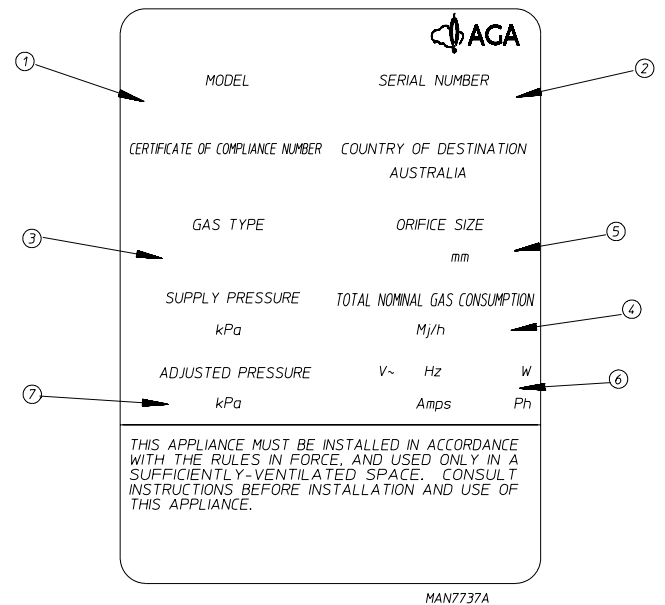 AGA
1
MODEL SERIAL NUMBER
2
CERTIFICATE OF COMPLIANCE NUMBER COUNTRY OF DESTINATION
AUSTRALIA
3
GAS TYPE ORIFICE SIZE
5
mm
SUPPLY PRESSURE TOTAL NOMINAL GAS CONSUMPTION
4
kPa Mj/h
ADJUSTED PRESSURE V~ Hz W
6
7
kPa Amps Ph
THIS APPLIANCE MUST BE INSTALLED IN ACCORDANCE
WITH THE RULES IN FORCE, AND USED ONLY IN A
SUFFICIENTLY-VENTILATED SPACE. CONSULT
INSTRUCTIONS BEFORE INSTALLATION AND USE OF
THIS APPLIANCE.
MAN7737A